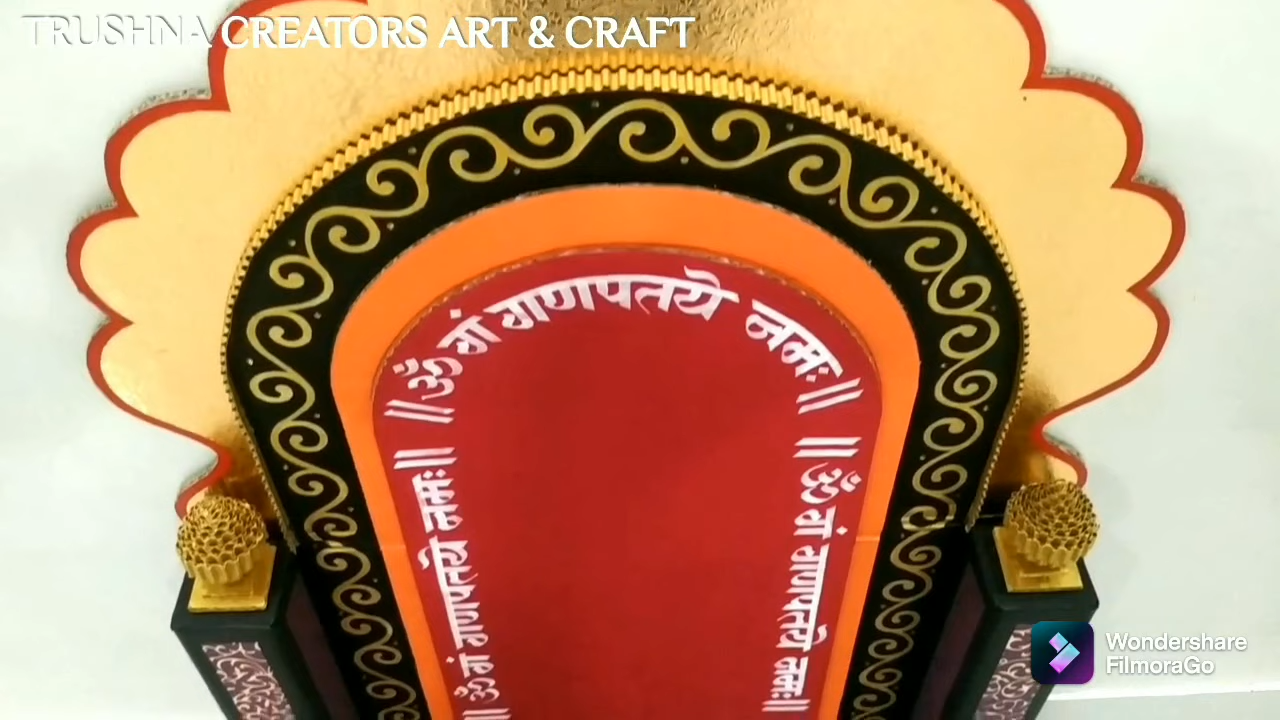 TRUSHNA CREATORS ART & CRAFT
॥ ॐ गं गणपतये नमः ॥
॥ ॐ गं गणपतये नमः ॥
॥ ॐ गं गणपतये नमः ॥
Wondershare
FilmoraGo